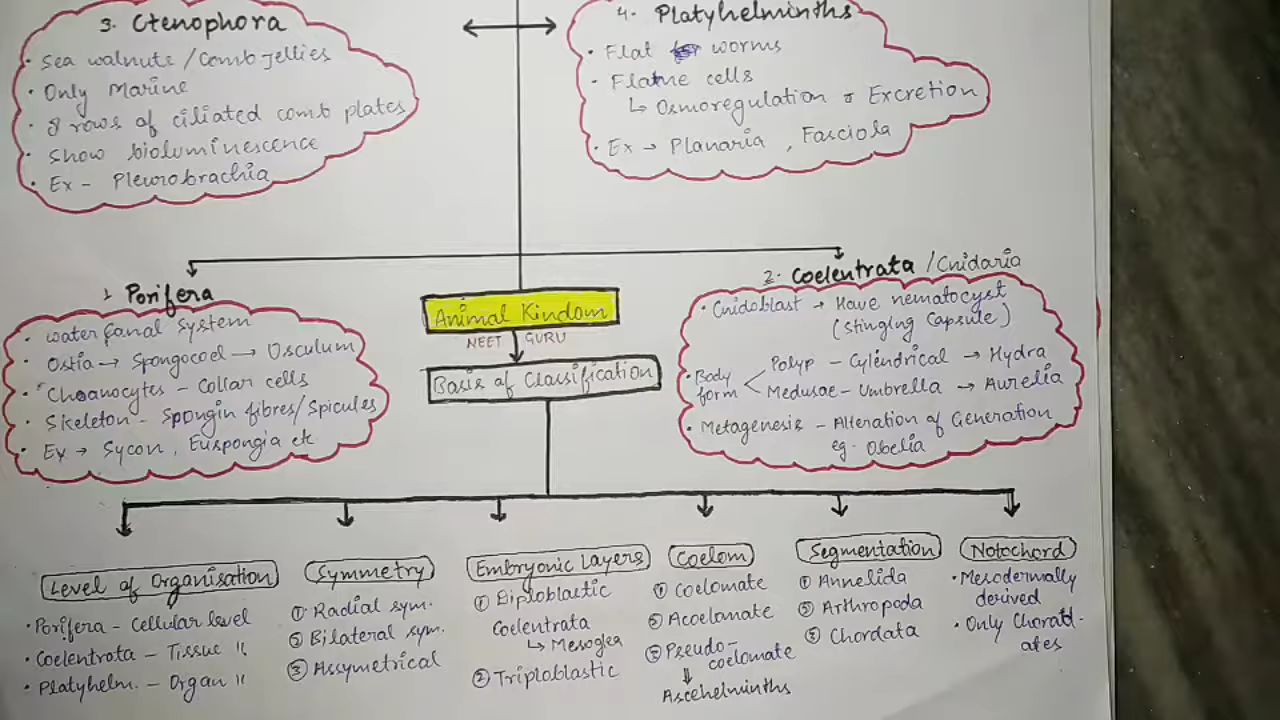 3. Ctenophora
• Sea walnuts / Comb Jellies
• Only Marine
• 8 rows of ciliated comb plates
• Show bioluminescence
• Ex - Pleurobrachia
4. Platyhelminths
• Flat worms
• Flame cells
↳ Osmoregulation & Excretion
• Ex → Planaria , Fasciola
1 Porifera
• water canal system
• Ostia → Spongocoel → Osculum
• Choanocytes - Collar cells
• Skeleton - Spongin fibres/Spicules
• Ex → Sycon , Euspongia etc
Animal Kindom
NEET GURU
Basis of Classification
2. Coelentrata / Cnidaria
• Cnidoblast → Have nematocyst
(Stinging Capsule)
• Body form
Polyp - Cylindrical → Hydra
Medusae - Umbrella → Aurelia
• Metagenesis - Alteration of Generation
eg. Obelia
Level of Organisation
• Porifera - Cellular level
• Coelentrata - Tissue "
• Platyhelm. - Organ "
Symmetry
① Radial sym.
② Bilateral sym.
③ Assymetrical
Embryonic Layers
① Diploblastic
Coelentrata
↳ Mesoglea
② Triploblastic
Coelom
① Coelomate
② Acoelomate
③ Pseudo-
coelomate
↓
Ascehelminths
Segmentation
① Annelida
② Arthropoda
③ Chordata
Notochord
• Mesodermally
derived
• Only Choratd-
ates